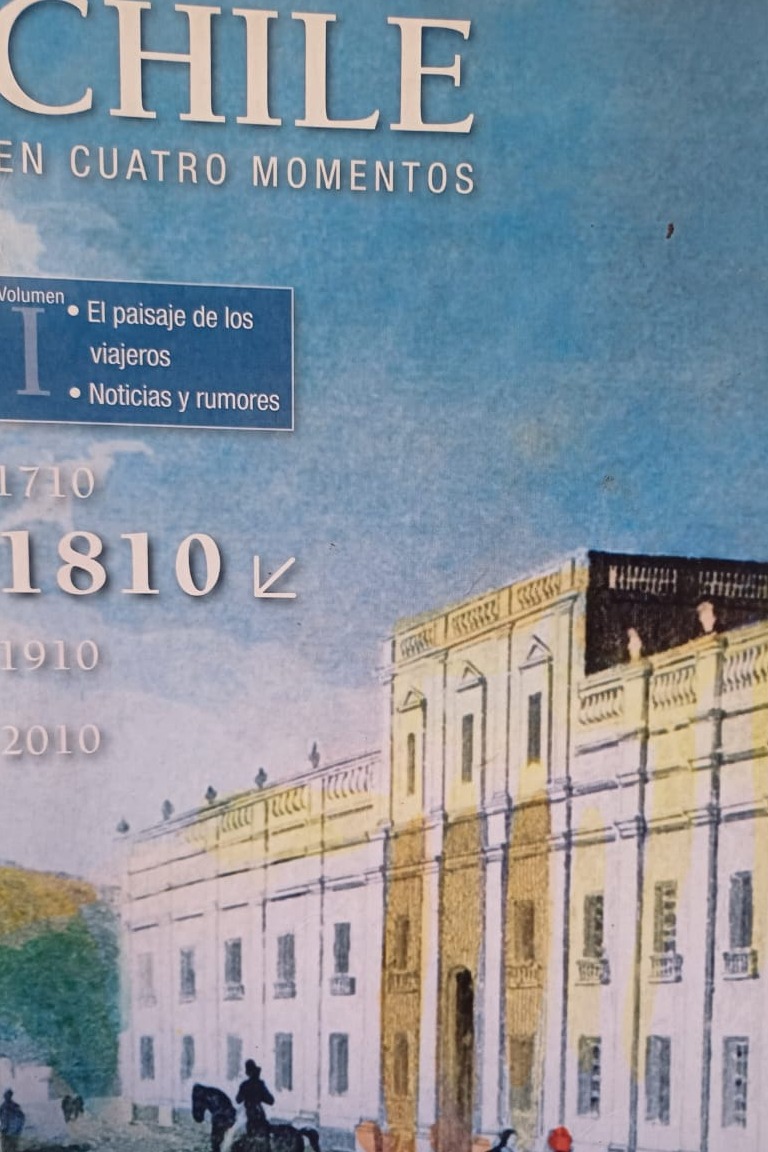 CHILE
EN CUATRO MOMENTOS
Volumen
I
• El paisaje de los
viajeros
• Noticias y rumores
1710
1810
1910
2010